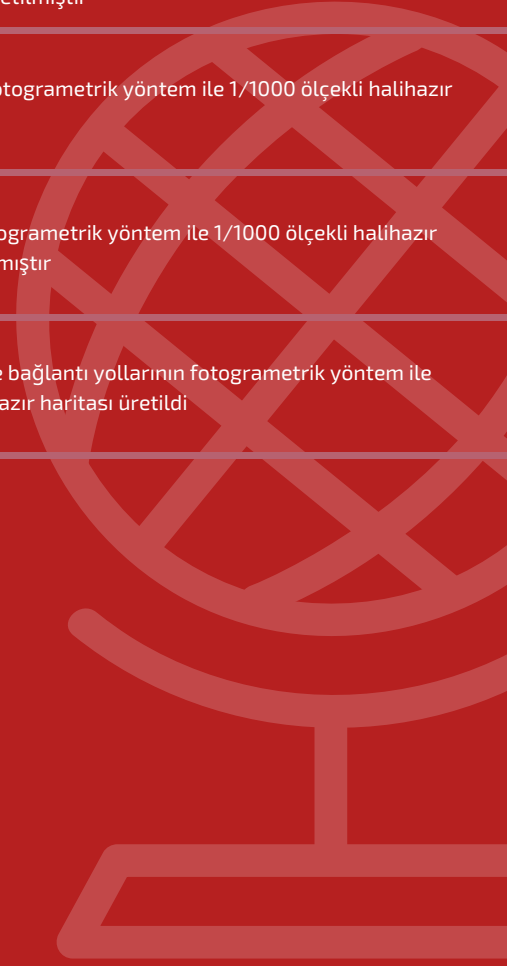 etilmiştir
otogrametrik yöntem ile 1/1000 ölçekli halihazır
ogrametrik yöntem ile 1/1000 ölçekli halihazır
mıştır
e bağlantı yollarının fotogrametrik yöntem ile
azır haritası üretildi